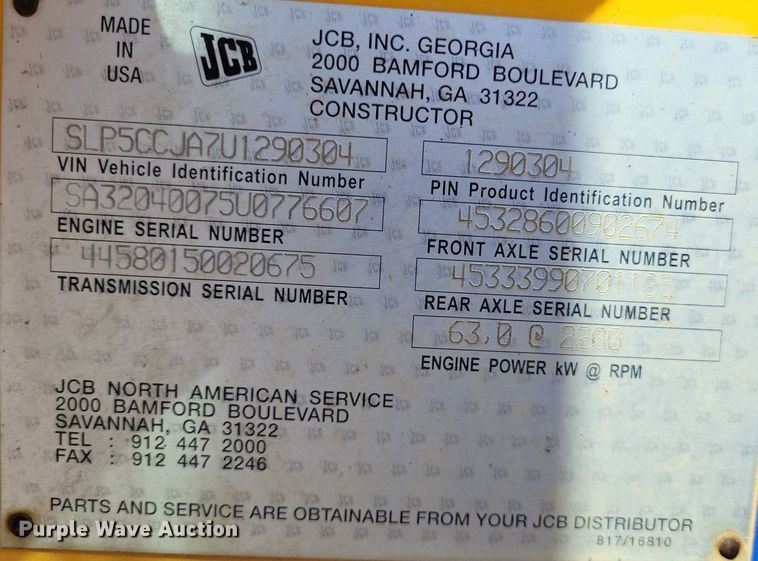 MADE
IN
USA
JCB
JCB, INC. GEORGIA
2000 BAMFORD BOULEVARD
SAVANNAH, GA 31322
CONSTRUCTOR
SLP5CCJA7U1290304
VIN Vehicle Identification Number
1290304
PIN Product Identification Number
SA32040075U0776607
ENGINE SERIAL NUMBER
45328600902674
FRONT AXLE SERIAL NUMBER
44580150020675
TRANSMISSION SERIAL NUMBER
45333990701185
REAR AXLE SERIAL NUMBER
63,0 @ 2200
ENGINE POWER kW @ RPM
JCB NORTH AMERICAN SERVICE
2000 BAMFORD BOULEVARD
SAVANNAH, GA 31322
TEL : 912 447 2000
FAX : 912 447 2246
PARTS AND SERVICE ARE OBTAINABLE FROM YOUR JCB DISTRIBUTOR
817/16810
Purple Wave Auction